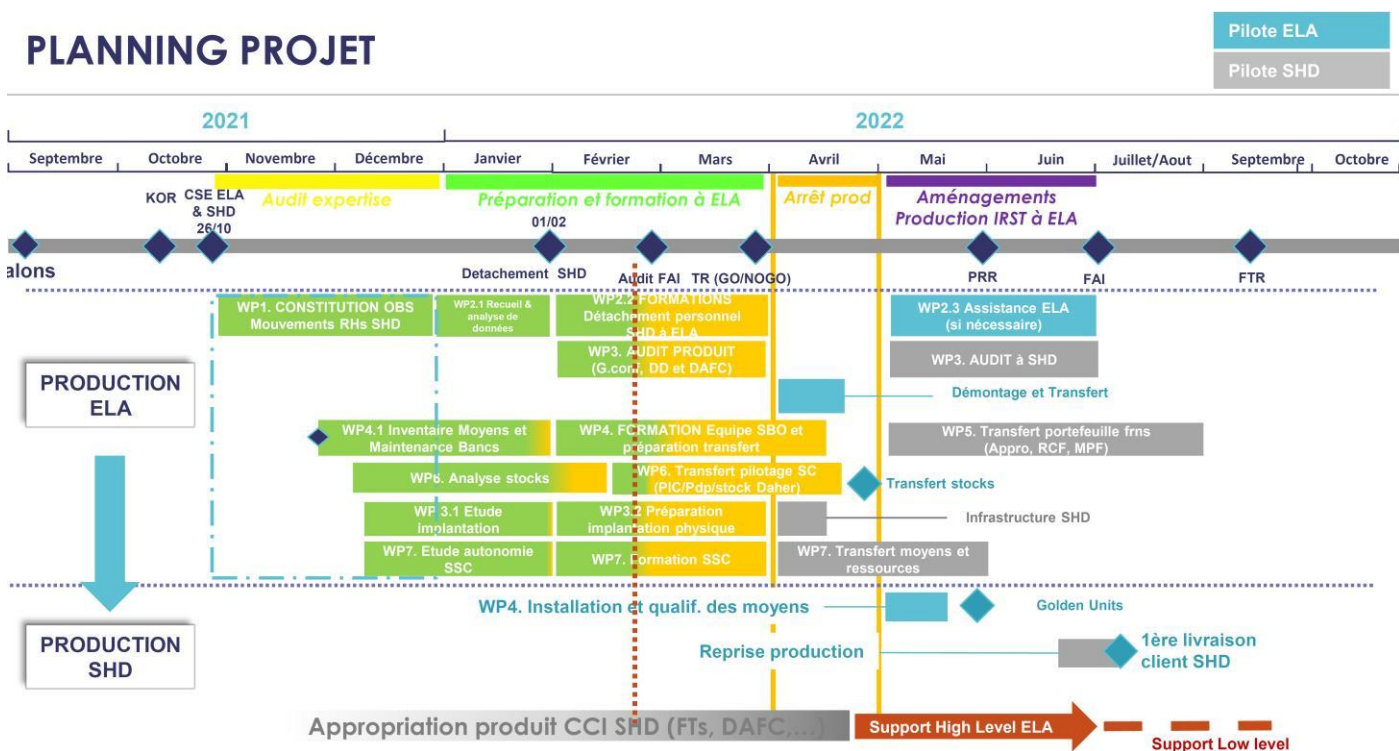 PLANNING PROJET
Pilote ELA
Pilote SHD
2021
2022
Septembre
Octobre
Novembre
Décembre
Janvier
Février
Mars
Avril
Mai
Juin
Juillet/Aout
Septembre
Octobre
KOR
CSE ELA
& SHD
26/10
Audit expertise
Préparation et formation à ELA
Arrêt prod
Aménagements
Production IRST à ELA
01/02
alons
Detachement SHD
Audit FAI
TR (GO/NOGO)
PRR
FAI
FTR
WP1. CONSTITUTION OBS
Mouvements RHs SHD
WP2.1 Recueil &
analyse de
données
WP2.2 FORMATIONS
Détachement personnel
SHD à ELA
WP2.3 Assistance ELA
(si nécessaire)
WP3. AUDIT PRODUIT
(G.conf, DD et DAFC)
WP3. AUDIT à SHD
PRODUCTION
ELA
Démontage et Transfert
WP4.1 Inventaire Moyens et
Maintenance Bancs
WP4. FORMATION Equipe SBO et
préparation transfert
WP5. Transfert portefeuille frns
(Appro, RCF, MPF)
WP6. Analyse stocks
WP6. Transfert pilotage SC
(PIC/Pdp/stock Daher)
Transfert stocks
WP3.1 Etude
implantation
WP3.2 Préparation
implantation physique
Infrastructure SHD
WP7. Etude autonomie
SSC
WP7. Formation SSC
WP7. Transfert moyens et
ressources
WP4. Installation et qualif. des moyens
Golden Units
PRODUCTION
SHD
Reprise production
1ère livraison
client SHD
Appropriation produit CCI SHD (FTs, DAFC,...)
Support High Level ELA
Support Low level